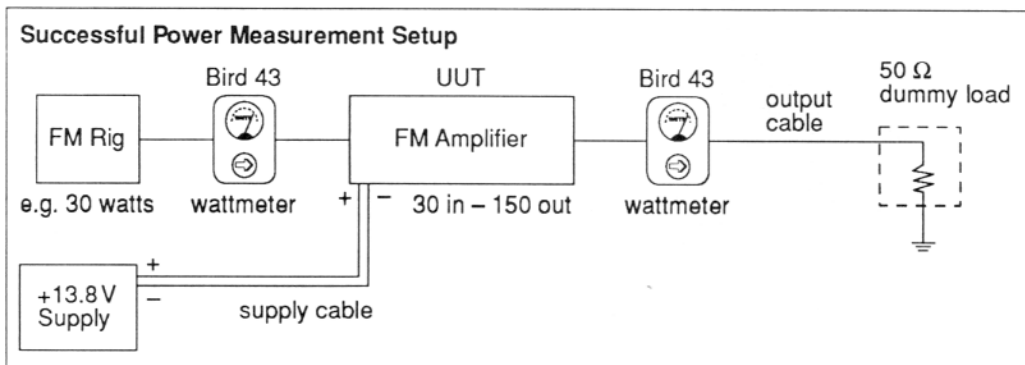 Successful Power Measurement Setup
Bird 43
UUT
Bird 43
50 Ω
dummy load
output
cable
FM Rig
FM Amplifier
e.g. 30 watts
wattmeter
+
–
30 in – 150 out
wattmeter
+13.8 V
Supply
+
–
supply cable